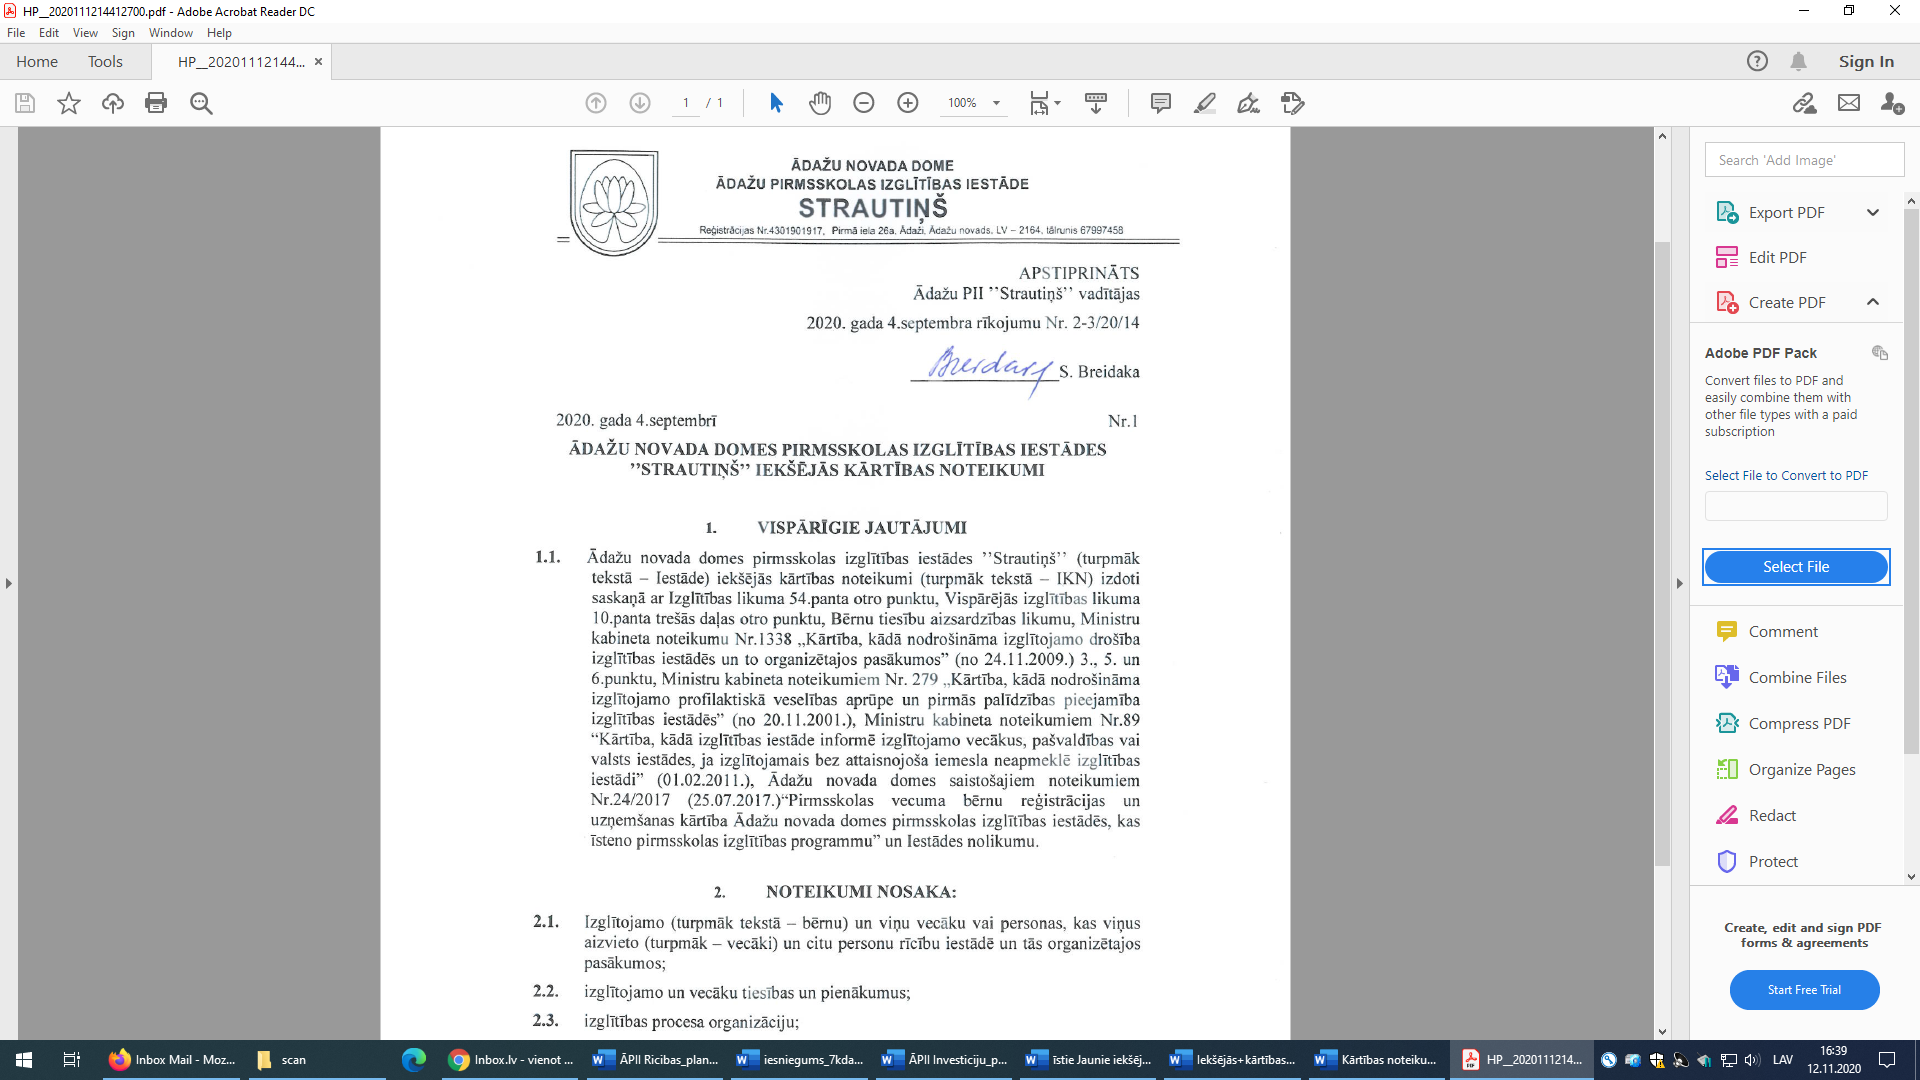 HP__2020111214412700.pdf - Adobe Acrobat Reader DC
File Edit View Sign Window Help
Home Tools HP__20201112144... × Sign In
1 / 1 100%
ĀDAŽU NOVADA DOME
ĀDAŽU PIRMSSKOLAS IZGLĪTĪBAS IESTĀDE
STRAUTIŅŠ
Reģistrācijas Nr.4301901917, Pirmā iela 26a, Ādaži, Ādažu novads, LV – 2164, tālrunis 67997458
APSTIPRINĀTS
Ādažu PII ’’Strautiņš’’ vadītājas
2020. gada 4.septembra rīkojumu Nr. 2-3/20/14
S. Breidaka
2020. gada 4.septembrī Nr.1
ĀDAŽU NOVADA DOMES PIRMSSKOLAS IZGLĪTĪBAS IESTĀDES
’’STRAUTIŅŠ’’ IEKŠĒJĀS KĀRTĪBAS NOTEIKUMI
1. VISPĀRĪGIE JAUTĀJUMI
1.1. Ādažu novada domes pirmsskolas izglītības iestādes ’’Strautiņš’’ (turpmāk
tekstā – Iestāde) iekšējās kārtības noteikumi (turpmāk tekstā – IKN) izdoti
saskaņā ar Izglītības likuma 54.panta otro punktu, Vispārējās izglītības likuma
10.panta trešās daļas otro punktu, Bērnu tiesību aizsardzības likumu, Ministru
kabineta noteikumu Nr.1338 „Kārtība, kādā nodrošināma izglītojamo drošība
izglītības iestādēs un to organizētajos pasākumos” (no 24.11.2009.) 3., 5. un
6.punktu, Ministru kabineta noteikumiem Nr. 279 „Kārtība, kādā nodrošināma
izglītojamo profilaktiskā veselības aprūpe un pirmās palīdzības pieejamība
izglītības iestādēs” (no 20.11.2001.), Ministru kabineta noteikumiem Nr.89
“Kārtība, kādā izglītības iestāde informē izglītojamo vecākus, pašvaldības vai
valsts iestādes, ja izglītojamais bez attaisnojoša iemesla neapmeklē izglītības
iestādi” (01.02.2011.), Ādažu novada domes saistošajiem noteikumiem
Nr.24/2017 (25.07.2017.)“Pirmsskolas vecuma bērnu reģistrācijas un
uzņemšanas kārtība Ādažu novada domes pirmsskolas izglītības iestādēs, kas
īsteno pirmsskolas izglītības programmu” un Iestādes nolikumu.
2. NOTEIKUMI NOSAKA:
2.1. Izglītojamo (turpmāk tekstā – bērnu) un viņu vecāku vai personas, kas viņus
aizvieto (turpmāk – vecāki) un citu personu rīcību iestādē un tās organizētajos
pasākumos;
2.2. izglītojamo un vecāku tiesības un pienākumus;
2.3. izglītības procesa organizāciju;
Search 'Add Image'
Export PDF
Edit PDF
Create PDF
Adobe PDF Pack
Convert files to PDF and
easily combine them with
other file types with a paid
subscription
Select File to Convert to PDF
Select File
Comment
Combine Files
Compress PDF
Organize Pages
Redact
Protect
Create, edit and sign PDF
forms & agreements
Start Free Trial
Inbox Mail - Moz... scan Inbox.lv - vienot ... ĀPII Ricibas_plan... iesniegums_7kda... ĀPII Investiciju_p... īstie Jaunie iekšēj... Iekšējās+kārtības... Kārtības noteiku... HP__2020111214... LAV 16:39
12.11.2020